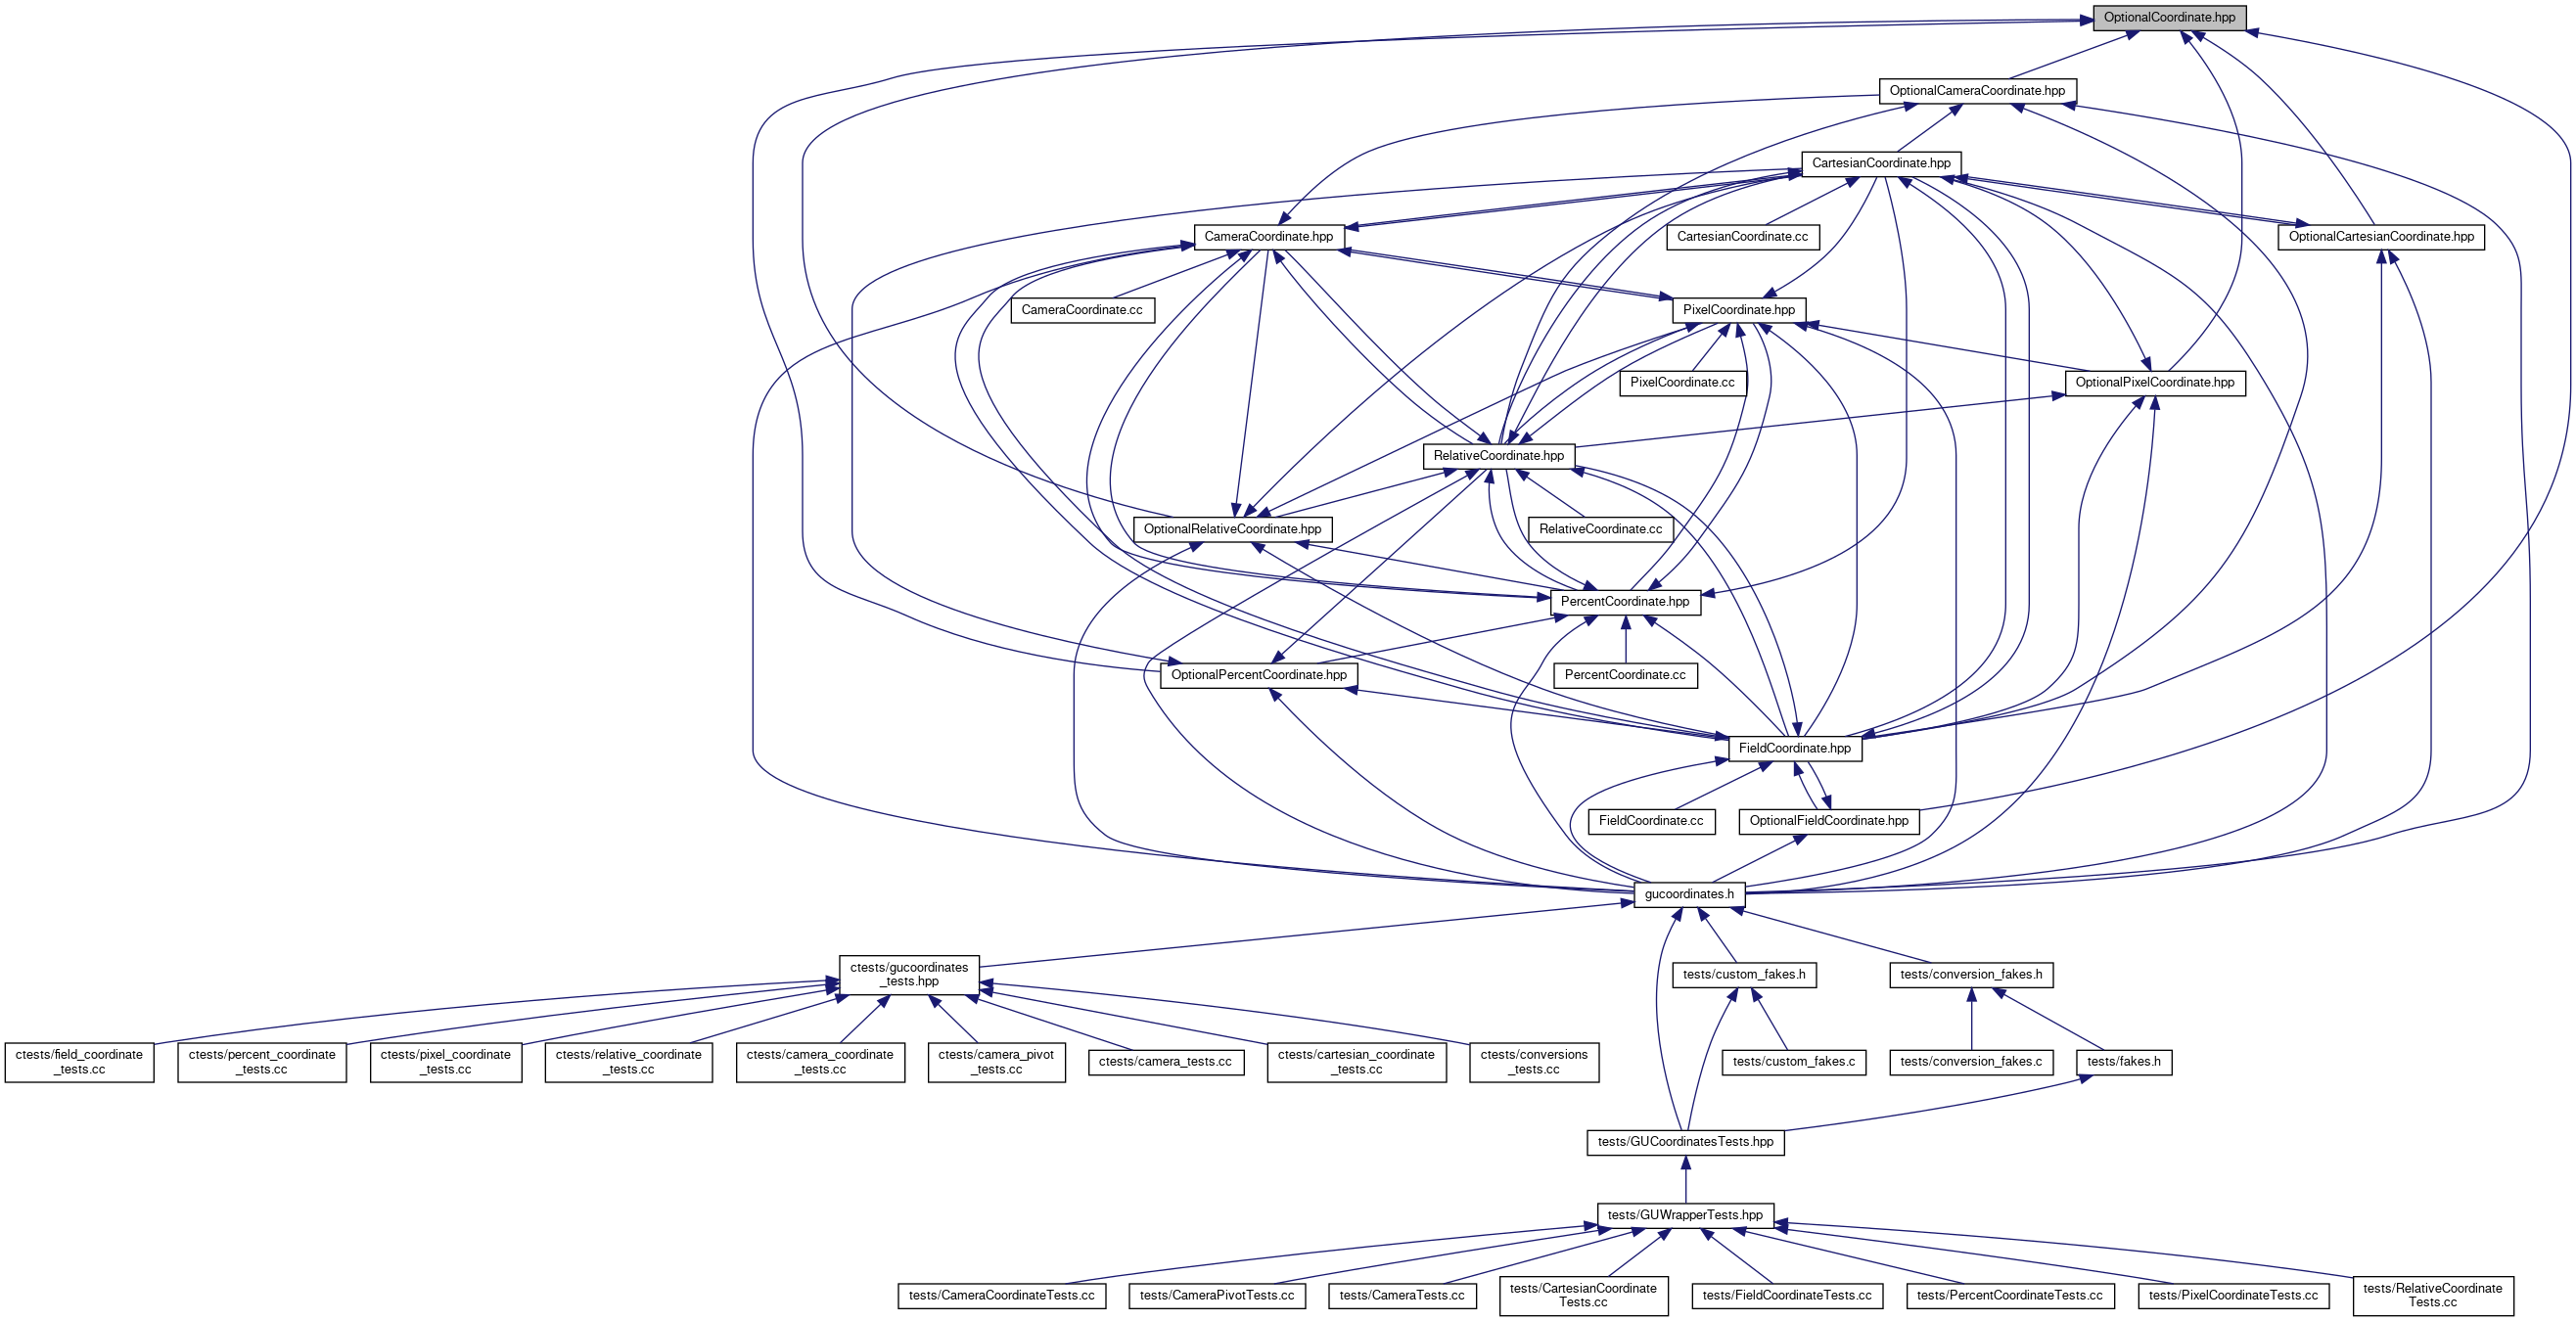 OptionalCoordinate.hpp
OptionalCameraCoordinate.hpp
CartesianCoordinate.hpp
CameraCoordinate.hpp
CartesianCoordinate.cc
OptionalCartesianCoordinate.hpp
CameraCoordinate.cc
PixelCoordinate.hpp
PixelCoordinate.cc
OptionalPixelCoordinate.hpp
RelativeCoordinate.hpp
OptionalRelativeCoordinate.hpp
RelativeCoordinate.cc
PercentCoordinate.hpp
OptionalPercentCoordinate.hpp
PercentCoordinate.cc
FieldCoordinate.hpp
FieldCoordinate.cc
OptionalFieldCoordinate.hpp
gucoordinates.h
ctests/gucoordinates
_tests.hpp
tests/custom_fakes.h
tests/conversion_fakes.h
ctests/field_coordinate
_tests.cc
ctests/percent_coordinate
_tests.cc
ctests/pixel_coordinate
_tests.cc
ctests/relative_coordinate
_tests.cc
ctests/camera_coordinate
_tests.cc
ctests/camera_pivot
_tests.cc
ctests/camera_tests.cc
ctests/cartesian_coordinate
_tests.cc
ctests/conversions
_tests.cc
tests/custom_fakes.c
tests/conversion_fakes.c
tests/fakes.h
tests/GUCoordinatesTests.hpp
tests/GUWrapperTests.hpp
tests/CameraCoordinateTests.cc
tests/CameraPivotTests.cc
tests/CameraTests.cc
tests/CartesianCoordinate
Tests.cc
tests/FieldCoordinateTests.cc
tests/PercentCoordinateTests.cc
tests/PixelCoordinateTests.cc
tests/RelativeCoordinate
Tests.cc